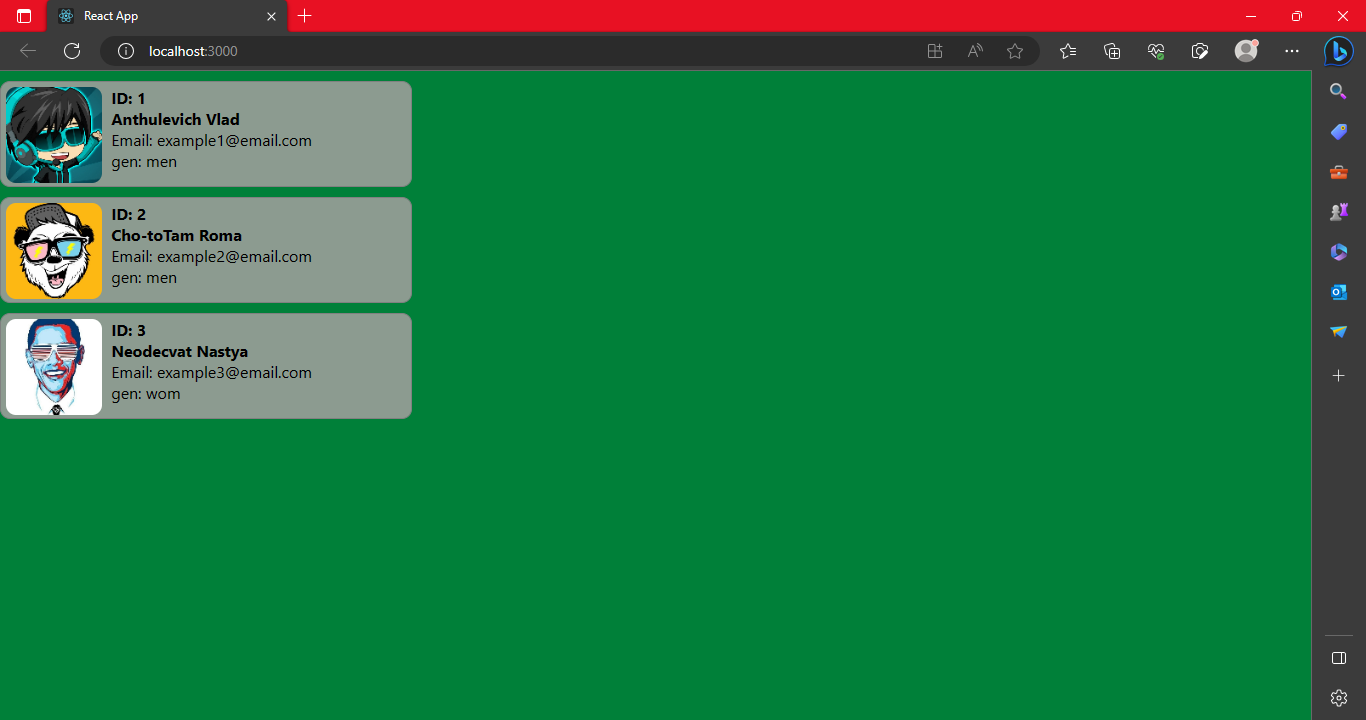 React App
localhost:3000
ID: 1
Anthulevich Vlad
Email: example1@email.com
gen: men
ID: 2
Cho-toTam Roma
Email: example2@email.com
gen: men
ID: 3
Neodecvat Nastya
Email: example3@email.com
gen: wom